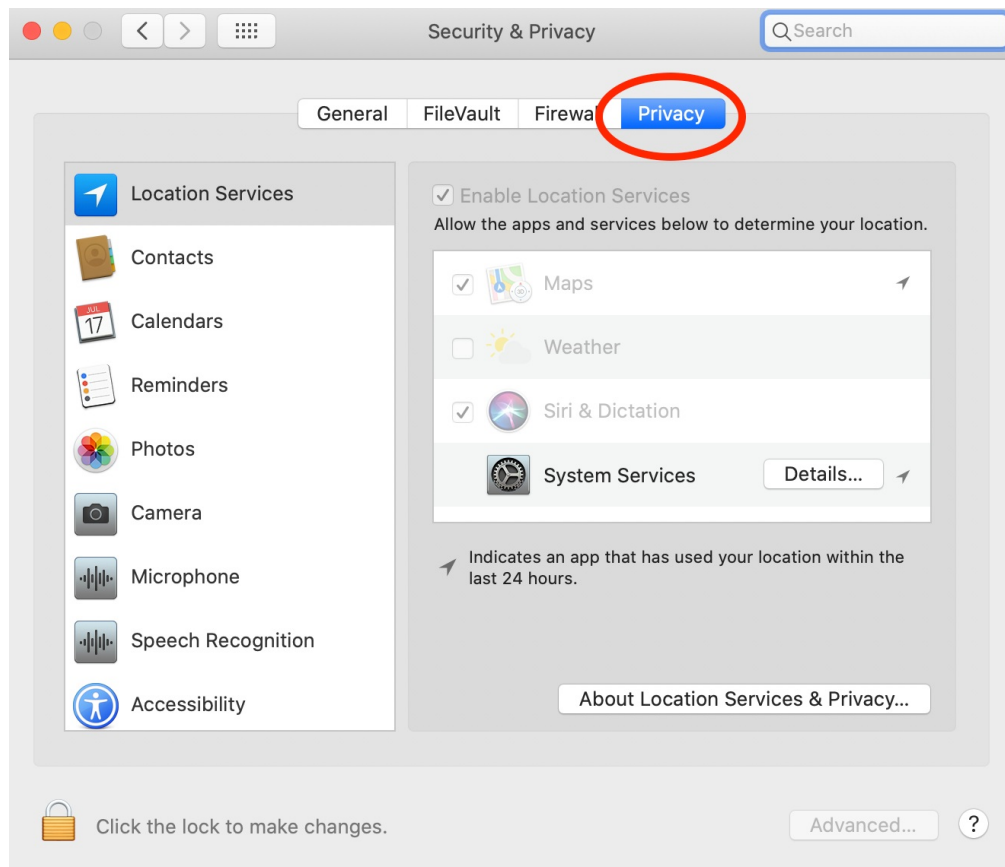 Security & Privacy
Search
General
FileVault
Firewal
Privacy
Location Services
Contacts
JUL
17
Calendars
Reminders
Photos
Camera
Microphone
Speech Recognition
Accessibility
Enable Location Services
Allow the apps and services below to determine your location.
Maps
3D
Weather
Siri & Dictation
System Services
Details...
Indicates an app that has used your location within the
last 24 hours.
About Location Services & Privacy...
Click the lock to make changes.
Advanced...
?